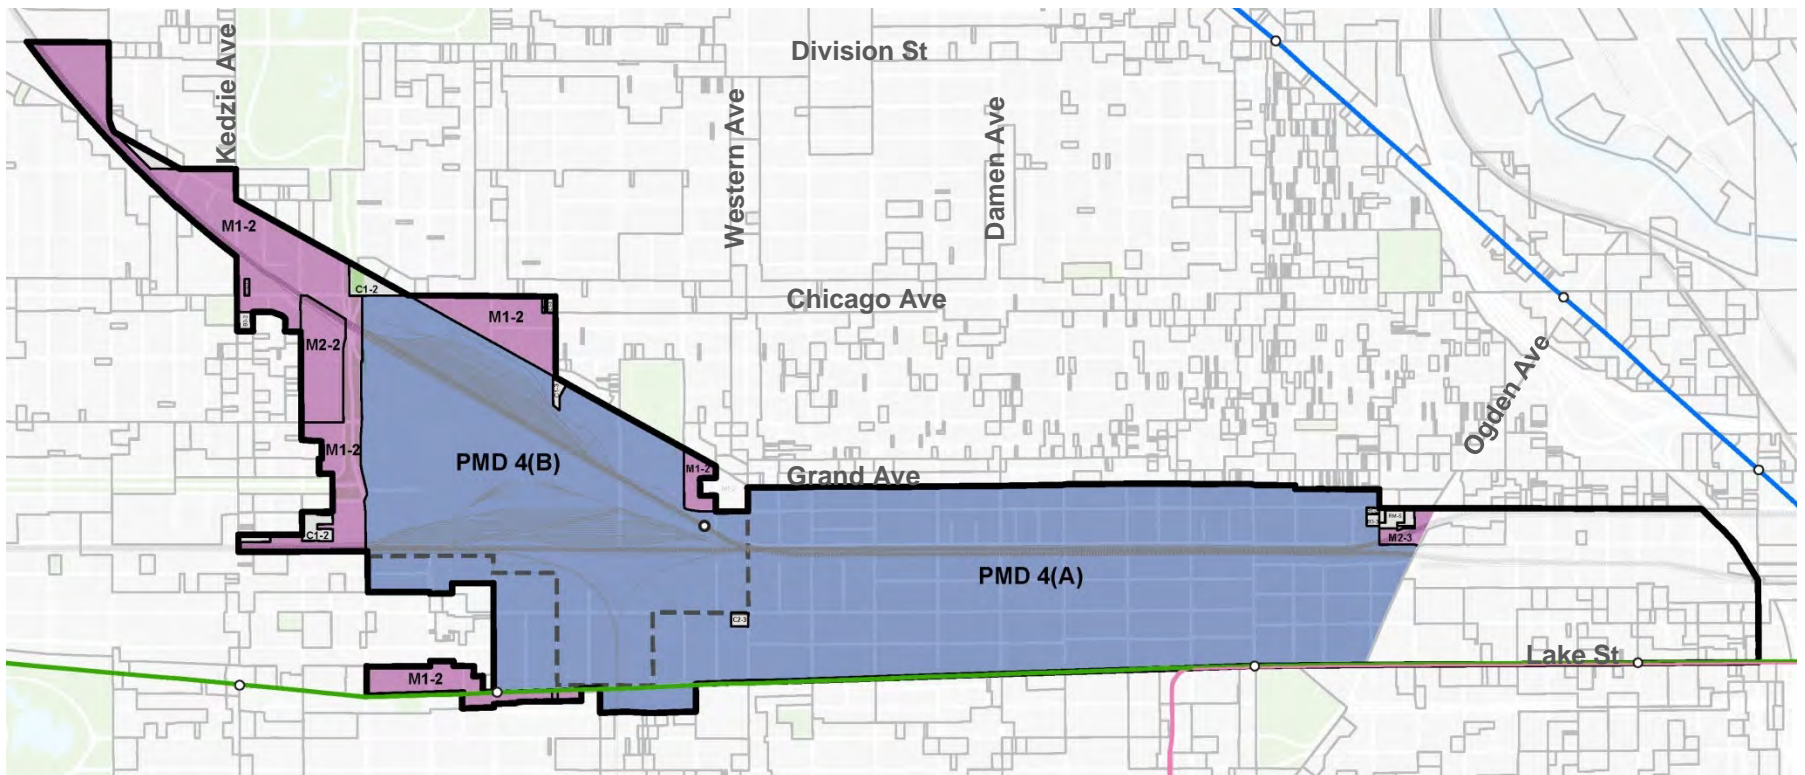 Division St
Kedzie Ave
Western Ave
Damen Ave
M1-2
C1-2
Chicago Ave
M1-2
M2-2
Ogden Ave
M1-2
PMD 4(B)
M1-2
Grand Ave
C1-2
M2-3
PMD 4(A)
C2-3
Lake St
M1-2